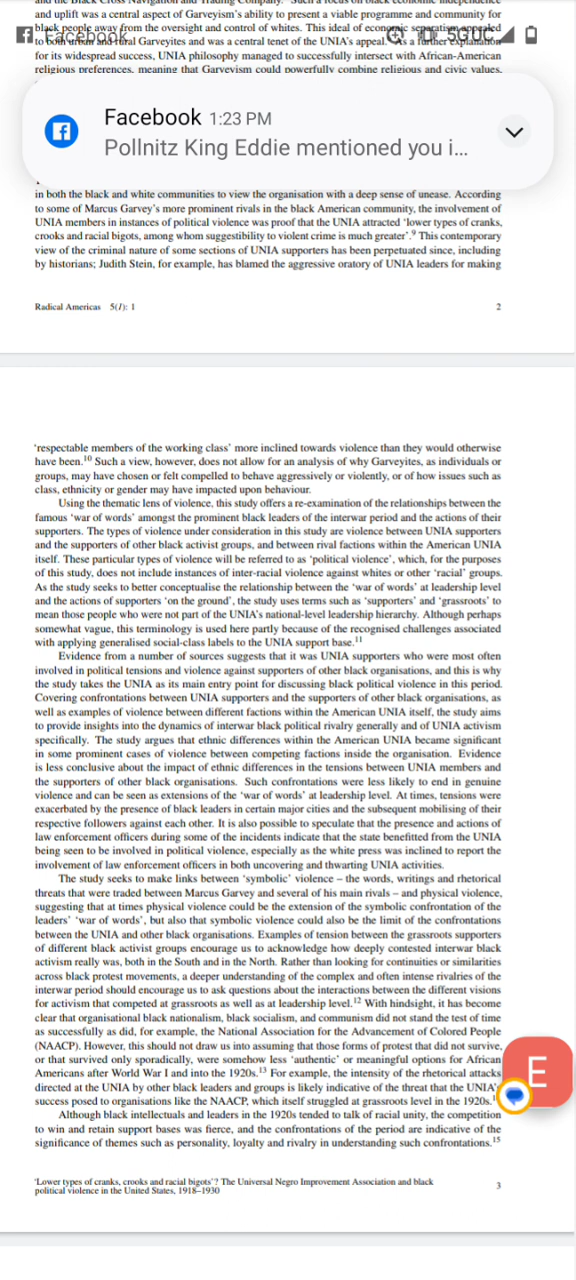 and uplift was a central aspect of Garveyism's ability to present a viable programme and community for
black people away from the oversight and control of whites. This ideal of economic separatism appealed
Facebook
5GUC
to both urban and rural Garveyites and was a central tenet of the UNIA's appeal. As a further explanation
for its widespread success, UNIA philosophy managed to successfully intersect with African-American
religious preferences, meaning that Garveyism could powerfully combine religious and civic values.
Facebook 1:23 PM
Pollnitz King Eddie mentioned you i...
in both the black and white communities to view the organisation with a deep sense of unease. According
to some of Marcus Garvey's more prominent rivals in the black American community, the involvement of
UNIA members in instances of political violence was proof that the UNIA attracted 'lower types of cranks,
crooks and racial bigots, among whom suggestibility to violent crime is much greater'.9 This contemporary
view of the criminal nature of some sections of UNIA supporters has been perpetuated since, including
by historians; Judith Stein, for example, has blamed the aggressive oratory of UNIA leaders for making
Radical Americas 5(1): 1
2
'respectable members of the working class' more inclined towards violence than they would otherwise
have been.10 Such a view, however, does not allow for an analysis of why Garveyites, as individuals or
groups, may have chosen or felt compelled to behave aggressively or violently, or of how issues such as
class, ethnicity or gender may have impacted upon behaviour.
Using the thematic lens of violence, this study offers a re-examination of the relationships between the
famous 'war of words' amongst the prominent black leaders of the interwar period and the actions of their
supporters. The types of violence under consideration in this study are violence between UNIA supporters
and the supporters of other black activist groups, and between rival factions within the American UNIA
itself. These particular types of violence will be referred to as 'political violence', which, for the purposes
of this study, does not include instances of inter-racial violence against whites or other 'racial' groups.
As the study seeks to better conceptualise the relationship between the 'war of words' at leadership level
and the actions of supporters 'on the ground', the study uses terms such as 'supporters' and 'grassroots' to
mean those people who were not part of the UNIA's national-level leadership hierarchy. Although perhaps
somewhat vague, this terminology is used here partly because of the recognised challenges associated
with applying generalised social-class labels to the UNIA support base.11
Evidence from a number of sources suggests that it was UNIA supporters who were most often
involved in political tensions and violence against supporters of other black organisations, and this is why
the study takes the UNIA as its main entry point for discussing black political violence in this period.
Covering confrontations between UNIA supporters and the supporters of other black organisations, as
well as examples of violence between different factions within the American UNIA itself, the study aims
to provide insights into the dynamics of interwar black political rivalry generally and of UNIA activism
specifically. The study argues that ethnic differences within the American UNIA became significant
in some prominent cases of violence between competing factions inside the organisation. Evidence
is less conclusive about the impact of ethnic differences in the tensions between UNIA members and
the supporters of other black organisations. Such confrontations were less likely to end in genuine
violence and can be seen as extensions of the 'war of words' at leadership level. At times, tensions were
exacerbated by the presence of black leaders in certain major cities and the subsequent mobilising of their
respective followers against each other. It is also possible to speculate that the presence and actions of
law enforcement officers during some of the incidents indicate that the state benefitted from the UNIA
being seen to be involved in political violence, especially as the white press was inclined to report the
involvement of law enforcement officers in both uncovering and thwarting UNIA activities.
The study seeks to make links between 'symbolic' violence – the words, writings and rhetorical
threats that were traded between Marcus Garvey and several of his main rivals – and physical violence,
suggesting that at times physical violence could be the extension of the symbolic confrontation of the
leaders' 'war of words', but also that symbolic violence could also be the limit of the confrontations
between the UNIA and other black organisations. Examples of tension between the grassroots supporters
of different black activist groups encourage us to acknowledge how deeply contested interwar black
activism really was, both in the South and in the North. Rather than looking for continuities or similarities
across black protest movements, a deeper understanding of the complex and often intense rivalries of the
interwar period should encourage us to ask questions about the interactions between the different visions
for activism that competed at grassroots as well as at leadership level.12 With hindsight, it has become
clear that organisational black nationalism, black socialism, and communism did not stand the test of time
as successfully as did, for example, the National Association for the Advancement of Colored People
(NAACP). However, this should not draw us into assuming that those forms of protest that did not survive,
or that survived only sporadically, were somehow less 'authentic' or meaningful options for African
Americans after World War I and into the 1920s.13 For example, the intensity of the rhetorical attacks
E
directed at the UNIA by other black leaders and groups is likely indicative of the threat that the UNIA's
success posed to organisations like the NAACP, which itself struggled at grassroots level in the 1920s.
Although black intellectuals and leaders in the 1920s tended to talk of racial unity, the competition
to win and retain support bases was fierce, and the confrontations of the period are indicative of the
significance of themes such as personality, loyalty and rivalry in understanding such confrontations.15
'Lower types of cranks, crooks and racial bigots'? The Universal Negro Improvement Association and black
political violence in the United States, 1918–1930
3